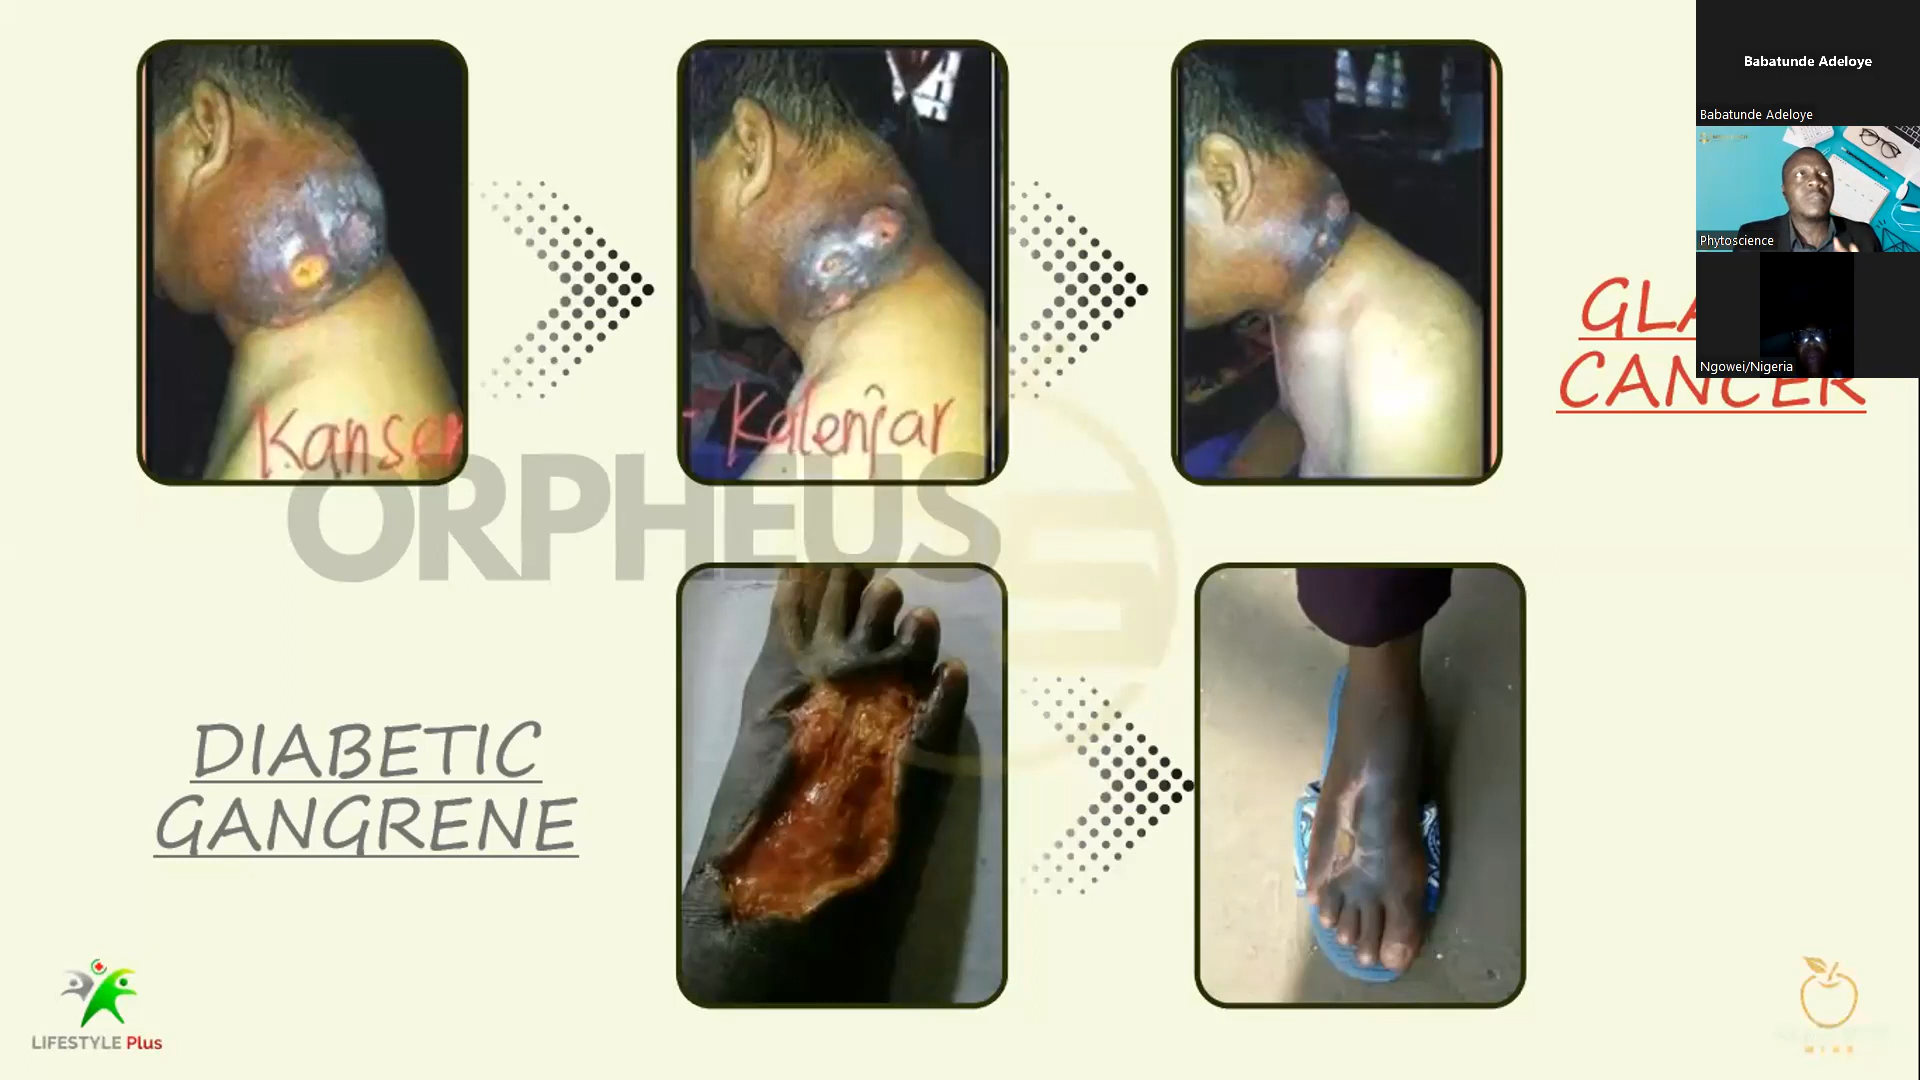 Babatunde Adeloye
Babatunde Adeloye
Phytoscience
Ngowei/Nigeria
Kanser
Kalenjar
GLA
CANCER
ORPHEUS
DIABETIC
GANGRENE
LIFESTYLE Plus